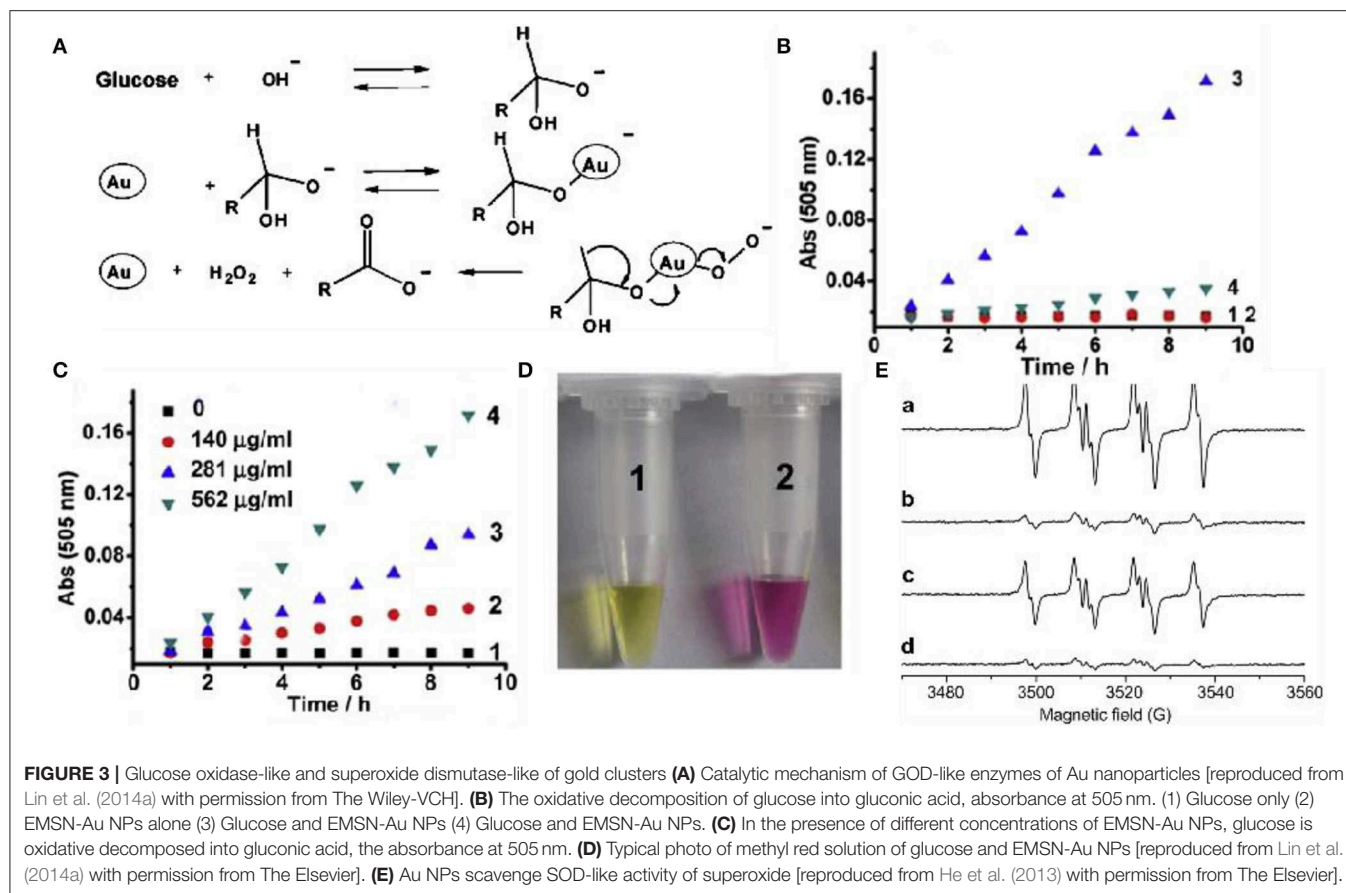 A
Glucose + OH⁻
H
R
OH
O⁻
Au + H
R
OH
O⁻
H
R
OH
O
Au⁻
Au + H₂O₂ + O
R
O⁻
R
OH
O
Au
O
O⁻
B
Abs (505 nm)
0.16
0.12
0.08
0.04
3
4
1 2
0 2 4 6 8 10
Time / h
C
Abs (505 nm)
0.16
0.12
0.08
0.04
0
140 µg/ml
281 µg/ml
562 µg/ml
4
3
2
1
0 2 4 6 8 10
Time / h
D
1 2
E
a
b
c
d
3480 3500 3520 3540 3560
Magnetic field (G)
FIGURE 3 | Glucose oxidase-like and superoxide dismutase-like of gold clusters (A) Catalytic mechanism of GOD-like enzymes of Au nanoparticles [reproduced from
Lin et al. (2014a) with permission from The Wiley-VCH]. (B) The oxidative decomposition of glucose into gluconic acid, absorbance at 505 nm. (1) Glucose only (2)
EMSN-Au NPs alone (3) Glucose and EMSN-Au NPs (4) Glucose and EMSN-Au NPs. (C) In the presence of different concentrations of EMSN-Au NPs, glucose is
oxidative decomposed into gluconic acid, the absorbance at 505 nm. (D) Typical photo of methyl red solution of glucose and EMSN-Au NPs [reproduced from Lin et al.
(2014a) with permission from The Elsevier]. (E) Au NPs scavenge SOD-like activity of superoxide [reproduced from He et al. (2013) with permission from The Elsevier].